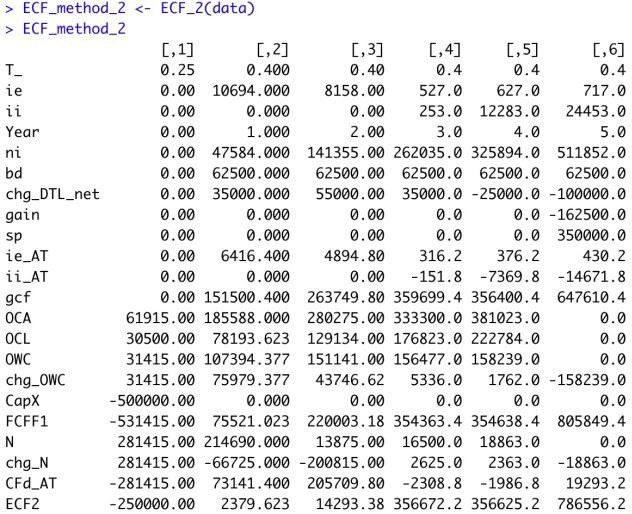 > ECF_method_2 <- ECF_2(data)
> ECF_method_2
[,1] [,2] [,3] [,4] [,5] [,6]
T_ 0.25 0.400 0.40 0.4 0.4 0.4
ie 0.00 10694.000 8158.00 527.0 627.0 717.0
ii 0.00 0.000 0.00 253.0 12283.0 24453.0
Year 0.00 1.000 2.00 3.0 4.0 5.0
ni 0.00 47584.000 141355.00 262035.0 325894.0 511852.0
bd 0.00 62500.000 62500.00 62500.0 62500.0 62500.0
chg_DTL_net 0.00 35000.000 55000.00 35000.0 -25000.0 -100000.0
gain 0.00 0.000 0.00 0.0 0.0 -162500.0
sp 0.00 0.000 0.00 0.0 0.0 350000.0
ie_AT 0.00 6416.400 4894.80 316.2 376.2 430.2
ii_AT 0.00 0.000 0.00 -151.8 -7369.8 -14671.8
gcf 0.00 151500.400 263749.80 359699.4 356400.4 647610.4
OCA 61915.00 185588.000 280275.00 333300.0 381023.0 0.0
OCL 30500.00 78193.623 129134.00 176823.0 222784.0 0.0
OWC 31415.00 107394.377 151141.00 156477.0 158239.0 0.0
chg_OWC 31415.00 75979.377 43746.62 5336.0 1762.0 -158239.0
CapX -500000.00 0.000 0.00 0.0 0.0 0.0
FCFF1 -531415.00 75521.023 220003.18 354363.4 354638.4 805849.4
N 281415.00 214690.000 13875.00 16500.0 18863.0 0.0
chg_N 281415.00 -66725.000 -200815.00 2625.0 2363.0 -18863.0
CFd_AT -281415.00 73141.400 205709.80 -2308.8 -1986.8 19293.2
ECF2 -250000.00 2379.623 14293.38 356672.2 356625.2 786556.2